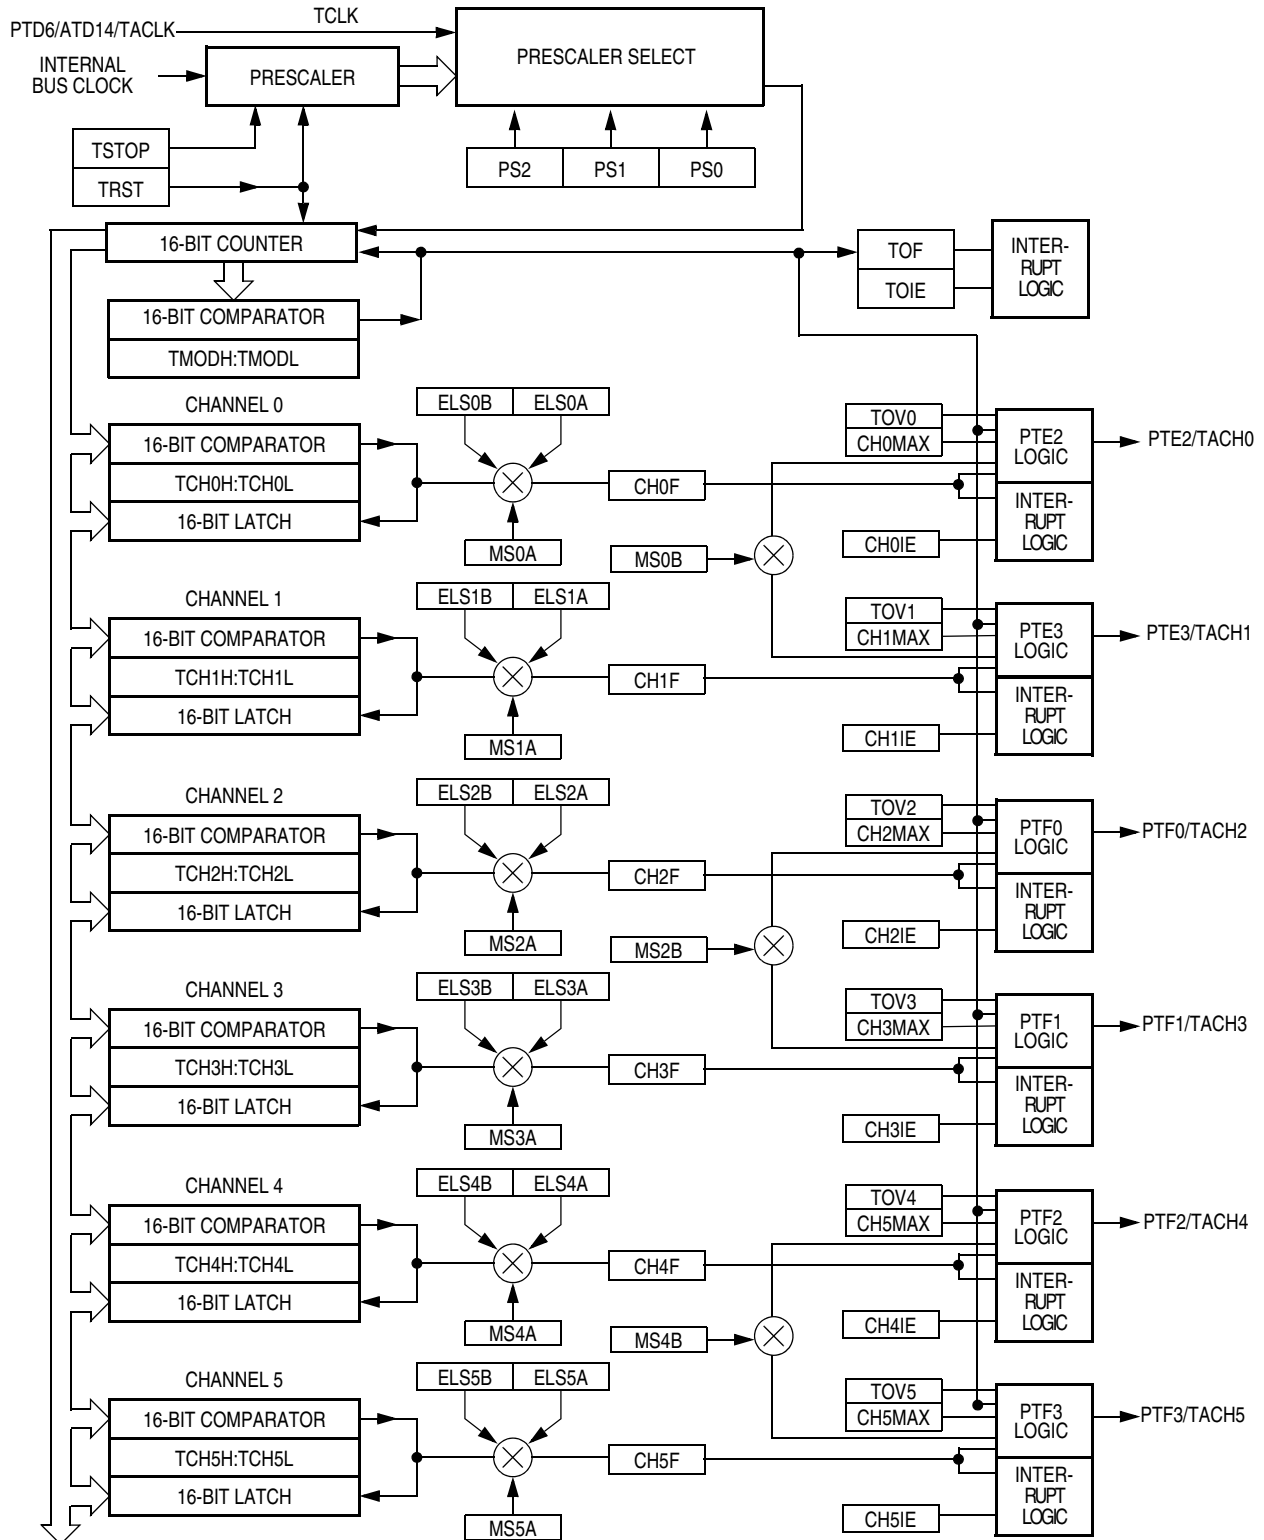 TCLK
PTD6/ATD14/TACLK
PRESCALER SELECT
INTERNAL
BUS CLOCK
PRESCALER
TSTOP
TRST
PS2 PS1 PS0
16-BIT COUNTER
TOF
TOIE
INTER-
RUPT
LOGIC
16-BIT COMPARATOR
TMODH:TMODL
CHANNEL 0
16-BIT COMPARATOR
TCH0H:TCH0L
16-BIT LATCH
ELS0B ELS0A
MS0A
CH0F
MS0B
TOV0
CH0MAX
CH0IE
PTE2
LOGIC
INTER-
RUPT
LOGIC
PTE2/TACH0
CHANNEL 1
16-BIT COMPARATOR
TCH1H:TCH1L
16-BIT LATCH
ELS1B ELS1A
MS1A
CH1F
TOV1
CH1MAX
CH1IE
PTE3
LOGIC
INTER-
RUPT
LOGIC
PTE3/TACH1
CHANNEL 2
16-BIT COMPARATOR
TCH2H:TCH2L
16-BIT LATCH
ELS2B ELS2A
MS2A
CH2F
MS2B
TOV2
CH2MAX
CH2IE
PTF0
LOGIC
INTER-
RUPT
LOGIC
PTF0/TACH2
CHANNEL 3
16-BIT COMPARATOR
TCH3H:TCH3L
16-BIT LATCH
ELS3B ELS3A
MS3A
CH3F
TOV3
CH3MAX
CH3IE
PTF1
LOGIC
INTER-
RUPT
LOGIC
PTF1/TACH3
CHANNEL 4
16-BIT COMPARATOR
TCH4H:TCH4L
16-BIT LATCH
ELS4B ELS4A
MS4A
CH4F
MS4B
TOV4
CH5MAX
CH4IE
PTF2
LOGIC
INTER-
RUPT
LOGIC
PTF2/TACH4
CHANNEL 5
16-BIT COMPARATOR
TCH5H:TCH5L
16-BIT LATCH
ELS5B ELS5A
MS5A
CH5F
TOV5
CH5MAX
CH5IE
PTF3
LOGIC
INTER-
RUPT
LOGIC
PTF3/TACH5